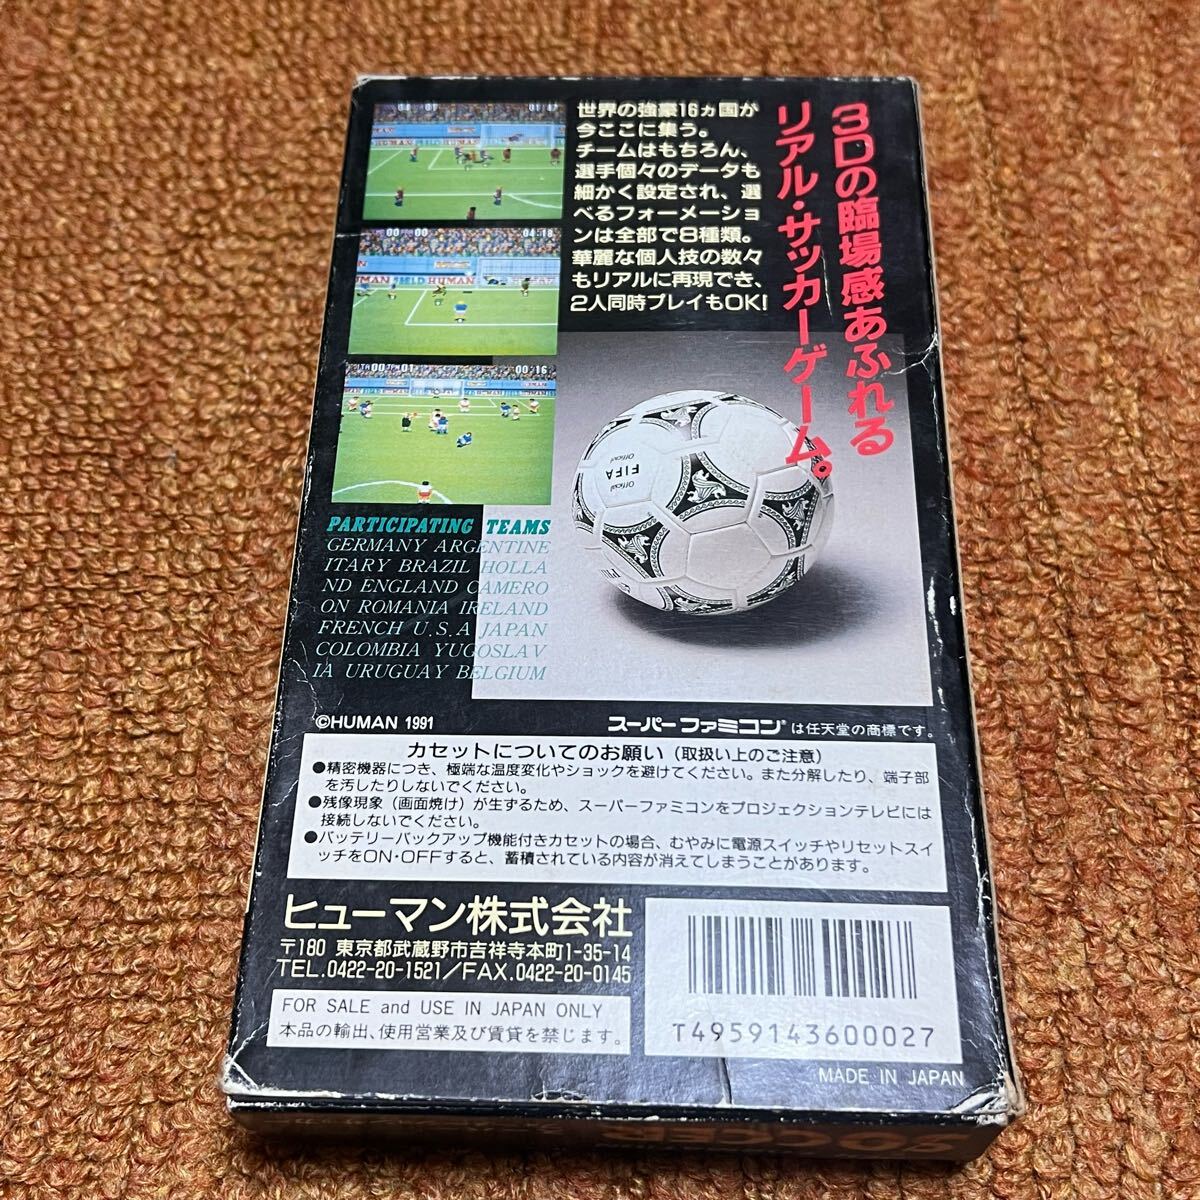 3Dの臨場感あふれる
リアル・サッカーゲーム。
世界の強豪16ヵ国が
今ここに集う。
チームはもちろん、
選手個々のデータも
細かく設定され、選
べるフォーメーショ
ンは全部で8種類。
華麗な個人技の数々
もリアルに再現でき、
2人同時プレイもOK!
01:47
HUMAN
00 00 04:18
HUMAN FIELD HUMAN
ITA 00 JPN 01 00:16
FIFA
Official
Official
PARTICIPATING TEAMS
GERMANY ARGENTINE
ITARY BRAZIL HOLLA
ND ENGLAND CAMERO
ON ROMANIA IRELAND
FRENCH U.S.A JAPAN
COLOMBIA YUGOSLAV
IA URUGUAY BELGIUM
©HUMAN 1991
スーパーファミコン®は任天堂の商標です。
カセットについてのお願い(取扱い上のご注意)
●精密機器につき、極端な温度変化やショックを避けてください。また分解したり、端子部
を汚したりしないでください。
●残像現象(画面焼け)が生ずるため、スーパーファミコンをプロジェクションテレビには
接続しないでください。
●バッテリーバックアップ機能付きカセットの場合、むやみに電源スイッチやリセットスイ
ッチをON・OFFすると、蓄積されている内容が消えてしまうことがあります。
ヒューマン株式会社
〒180 東京都武蔵野市吉祥寺本町1-35-14
TEL.0422-20-1521/FAX.0422-20-0145
FOR SALE and USE IN JAPAN ONLY
本品の輸出、使用営業及び賃貸を禁じます。
T4959143600027
MADE IN JAPAN
SOCCER